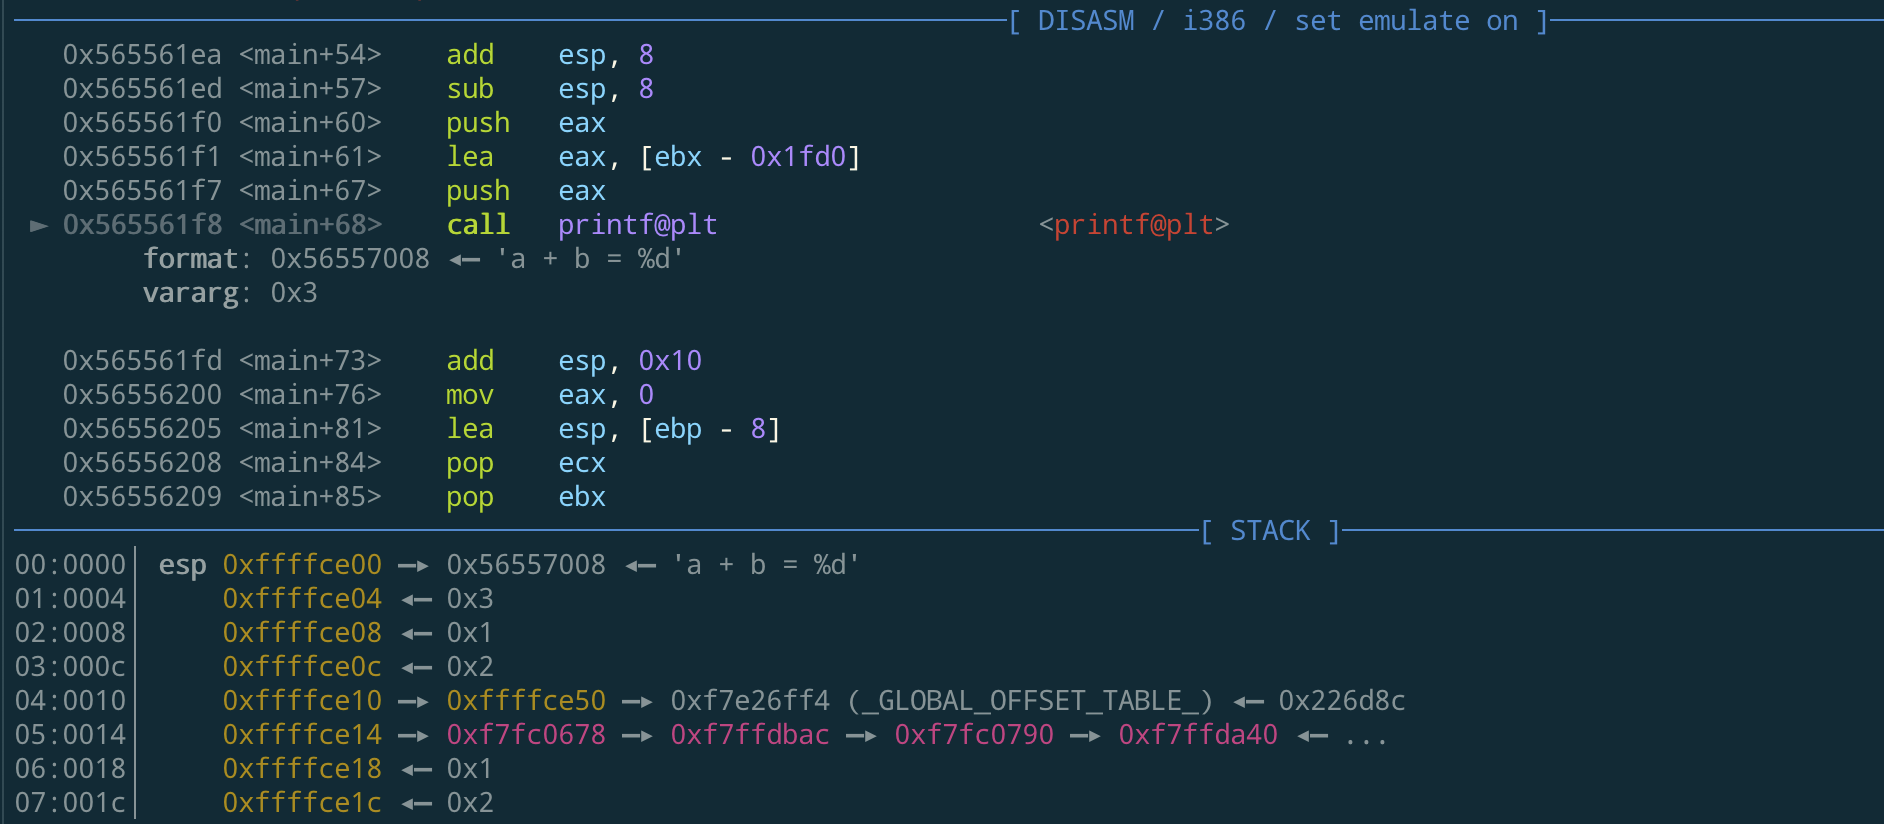 [ DISASM / i386 / set emulate on ]
0x565561ea <main+54> add esp, 8
0x565561ed <main+57> sub esp, 8
0x565561f0 <main+60> push eax
0x565561f1 <main+61> lea eax, [ebx - 0x1fd0]
0x565561f7 <main+67> push eax
► 0x565561f8 <main+68> call printf@plt <printf@plt>
format: 0x56557008 ◂— 'a + b = %d'
vararg: 0x3
0x565561fd <main+73> add esp, 0x10
0x56556200 <main+76> mov eax, 0
0x56556205 <main+81> lea esp, [ebp - 8]
0x56556208 <main+84> pop ecx
0x56556209 <main+85> pop ebx
[ STACK ]
00:0000│ esp 0xffffce00 —▸ 0x56557008 ◂— 'a + b = %d'
01:0004│ 0xffffce04 ◂— 0x3
02:0008│ 0xffffce08 ◂— 0x1
03:000c│ 0xffffce0c ◂— 0x2
04:0010│ 0xffffce10 —▸ 0xffffce50 —▸ 0xf7e26ff4 (_GLOBAL_OFFSET_TABLE_) ◂— 0x226d8c
05:0014│ 0xffffce14 —▸ 0xf7fc0678 —▸ 0xf7ffdbac —▸ 0xf7fc0790 —▸ 0xf7ffda40 ◂— ...
06:0018│ 0xffffce18 ◂— 0x1
07:001c│ 0xffffce1c ◂— 0x2